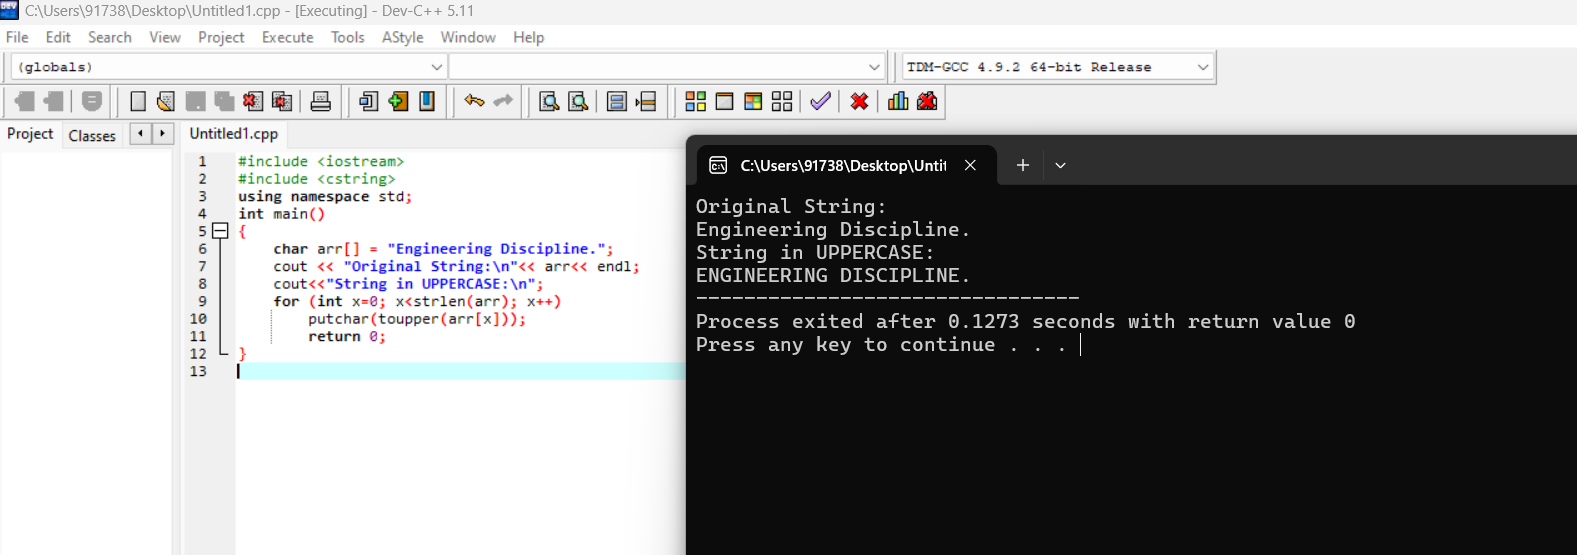 C:\Users\91738\Desktop\Untitled1.cpp - [Executing] - Dev-C++ 5.11
File Edit Search View Project Execute Tools AStyle Window Help
(globals)
TDM-GCC 4.9.2 64-bit Release
Project Classes
Untitled1.cpp
1 #include <iostream>
2 #include <cstring>
3 using namespace std;
4 int main()
5 {
6 char arr[] = "Engineering Discipline.";
7 cout << "Original String:\n"<< arr<< endl;
8 cout<<"String in UPPERCASE:\n";
9 for (int x=0; x<strlen(arr); x++)
10 putchar(toupper(arr[x]));
11 return 0;
12 }
13
C:\Users\91738\Desktop\Untit
Original String:
Engineering Discipline.
String in UPPERCASE:
ENGINEERING DISCIPLINE.
--------------------------------
Process exited after 0.1273 seconds with return value 0
Press any key to continue . . .